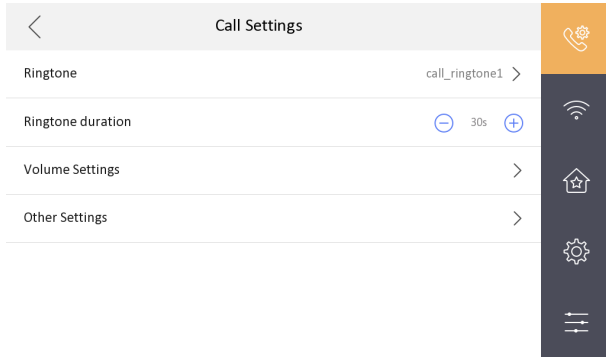 Call Settings
Ringtone call_ringtone1
Ringtone duration 30s
Volume Settings
Other Settings